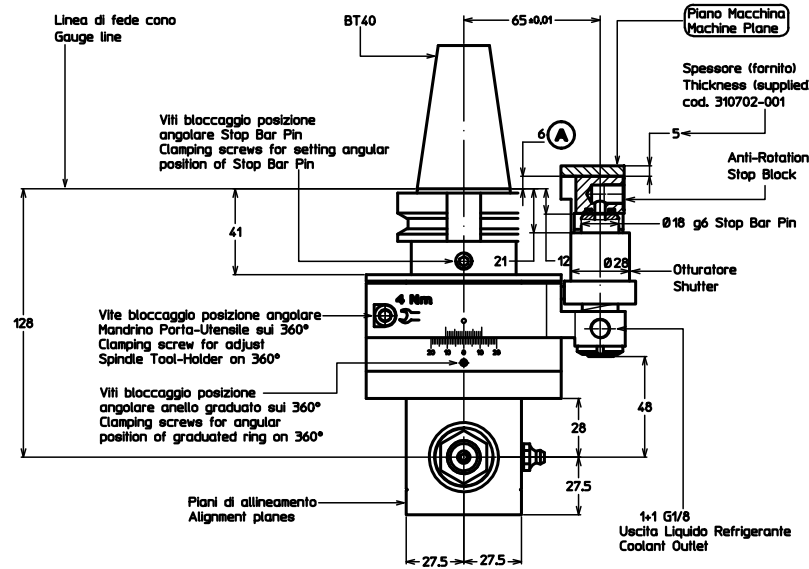 Linea di fede cono
Gauge line
BT40
65±0,01
Piano Macchina
Machine Plane
Spessore (fornito)
Thickness (supplied)
cod. 310702-001
Viti bloccaggio posizione
angolare Stop Bar Pin
Clamping screws for setting angular
position of Stop Bar Pin
6 A
5
Anti-Rotation
Stop Block
Ø18 g6 Stop Bar Pin
41
21
12
Ø28
Otturatore
Shutter
4 Nm
128
Vite bloccaggio posizione angolare
Mandrino Porta-Utensile sui 360°
Clamping screw for adjust
Spindle Tool-Holder on 360°
20 10 0 10 20
Viti bloccaggio posizione
angolare anello graduato sui 360°
Clamping screws for angular
position of graduated ring on 360°
48
28
27.5
Piani di allineamento
Alignment planes
1+1 G1/8
Uscita Liquido Refrigerante
Coolant Outlet
27.5
27.5